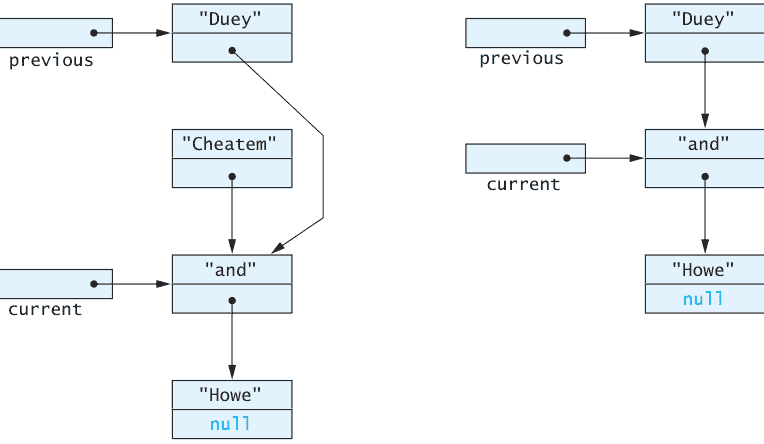 "Duey"
previous
"Cheatem"
"and"
current
"Howe"
null
"Duey"
previous
"and"
current
"Howe"
null